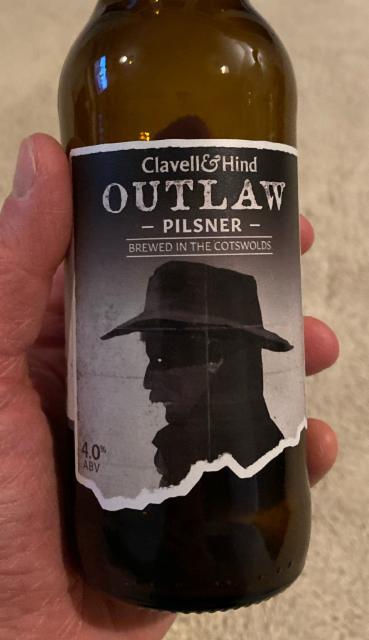 Clavell&Hind
OUTLAW
– PILSNER –
BREWED IN THE COTSWOLDS
4.0%
ABV